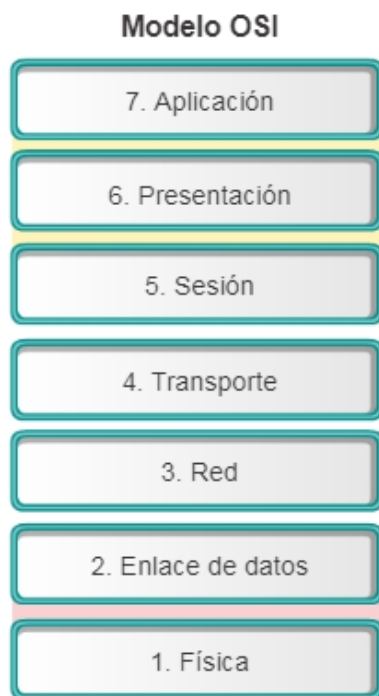 Modelo OSI
7. Aplicación
6. Presentación
5. Sesión
4. Transporte
3. Red
2. Enlace de datos
1. Física